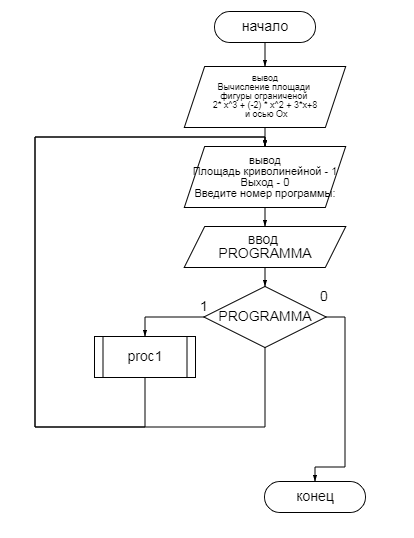 начало
вывод
Вычисление площади
фигуры ограниченой
2* x^3 + (-2) * x^2 + 3*x+8
и осью Ox
вывод
Площадь криволинейной - 1
Выход - 0
Введите номер программы:
ввод
PROGRAMMA
1
PROGRAMMA
0
proc1
конец